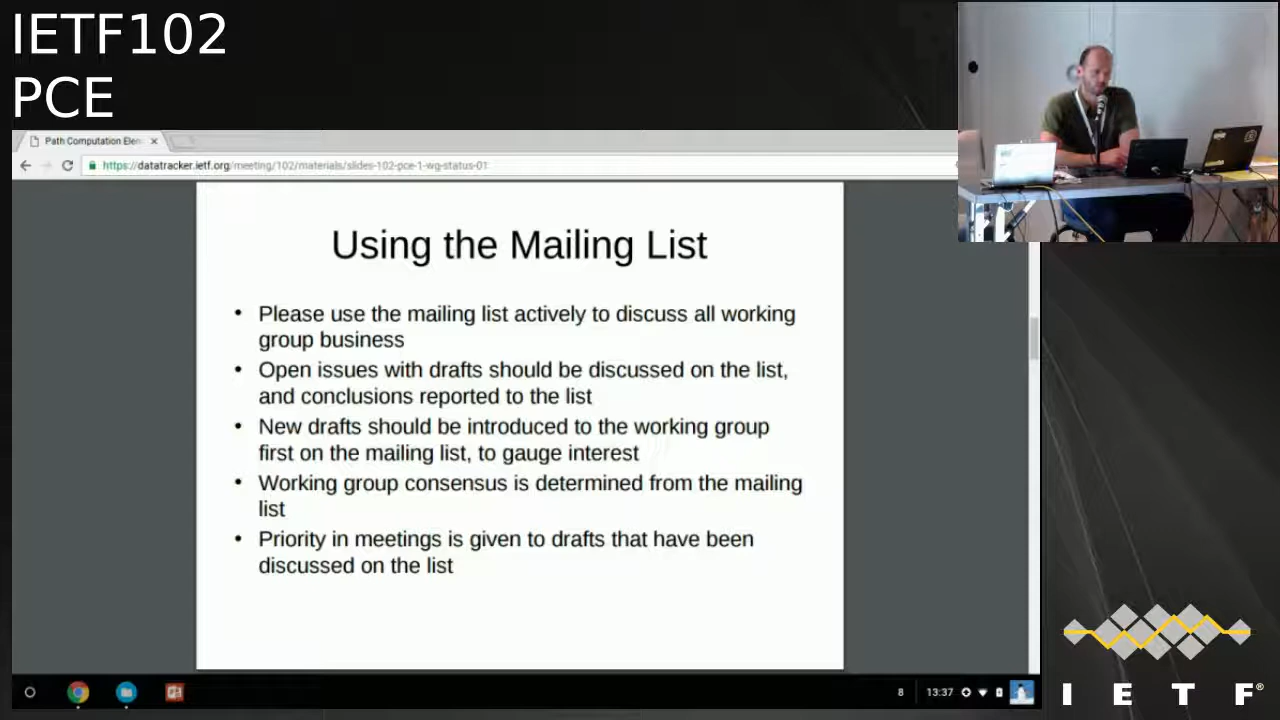 IETF102
PCE
Path Computation Elem
https://datatracker.ietf.org/meeting/102/materials/slides-102-pce-1-wg-status-01
Using the Mailing List
• Please use the mailing list actively to discuss all working
group business
• Open issues with drafts should be discussed on the list,
and conclusions reported to the list
• New drafts should be introduced to the working group
first on the mailing list, to gauge interest
• Working group consensus is determined from the mailing
list
• Priority in meetings is given to drafts that have been
discussed on the list
8 13:37
I E T F®